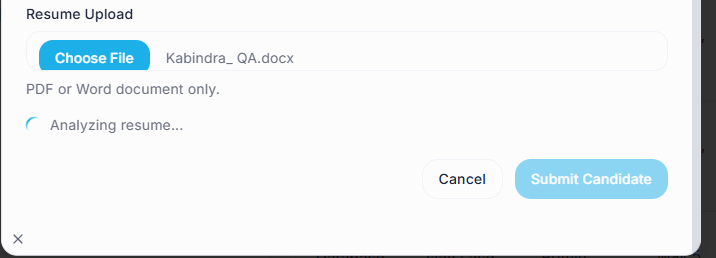 Resume Upload
Choose File Kabindra_ QA.docx
PDF or Word document only.
Analyzing resume...
Cancel Submit Candidate